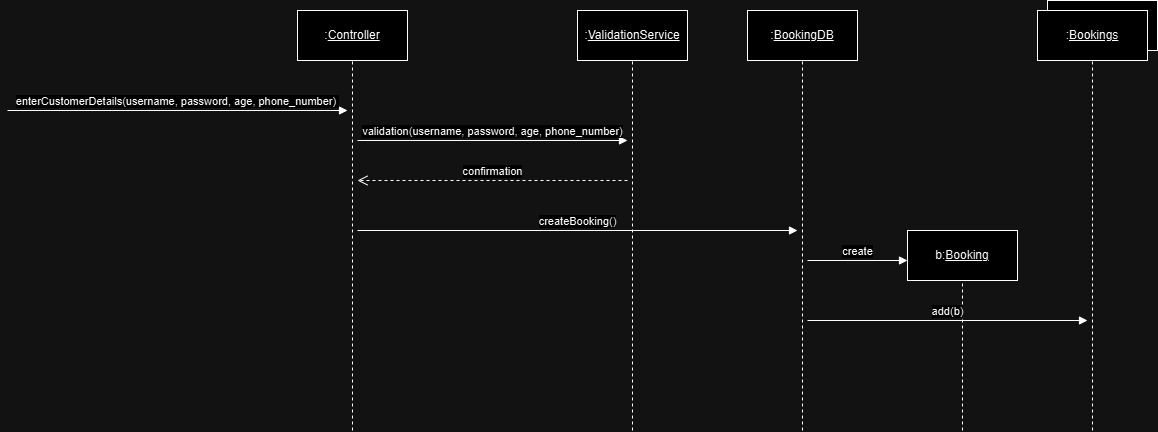 :Controller
:ValidationService
:BookingDB
:Bookings
enterCustomerDetails(username, password, age, phone_number)
validation(username, password, age, phone_number)
confirmation
createBooking()
create
b:Booking
add(b)